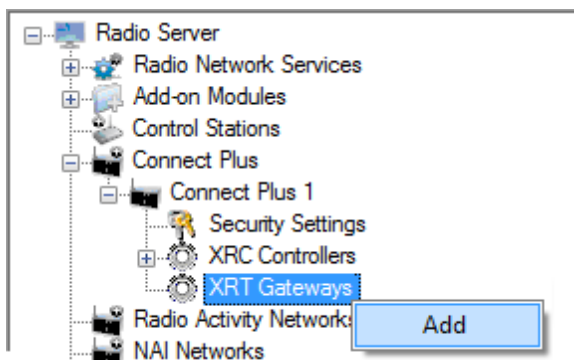 Radio Server
Radio Network Services
Add-on Modules
Control Stations
Connect Plus
Connect Plus 1
Security Settings
XRC Controllers
XRT Gateways
Radio Activity Networks Add
NAI Networks